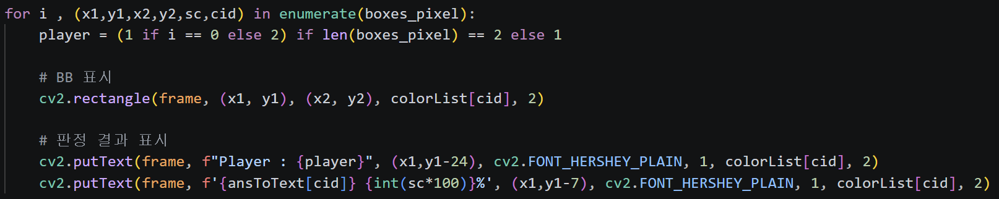 for i , (x1,y1,x2,y2,sc,cid) in enumerate(boxes_pixel):
    player = (1 if i == 0 else 2) if len(boxes_pixel) == 2 else 1

    # BB 표시
    cv2.rectangle(frame, (x1, y1), (x2, y2), colorList[cid], 2)

    # 판정 결과 표시
    cv2.putText(frame, f"Player : {player}", (x1,y1-24), cv2.FONT_HERSHEY_PLAIN, 1, colorList[cid], 2)
    cv2.putText(frame, f'{ansToText[cid]} {int(sc*100)}%', (x1,y1-7), cv2.FONT_HERSHEY_PLAIN, 1, colorList[cid], 2)